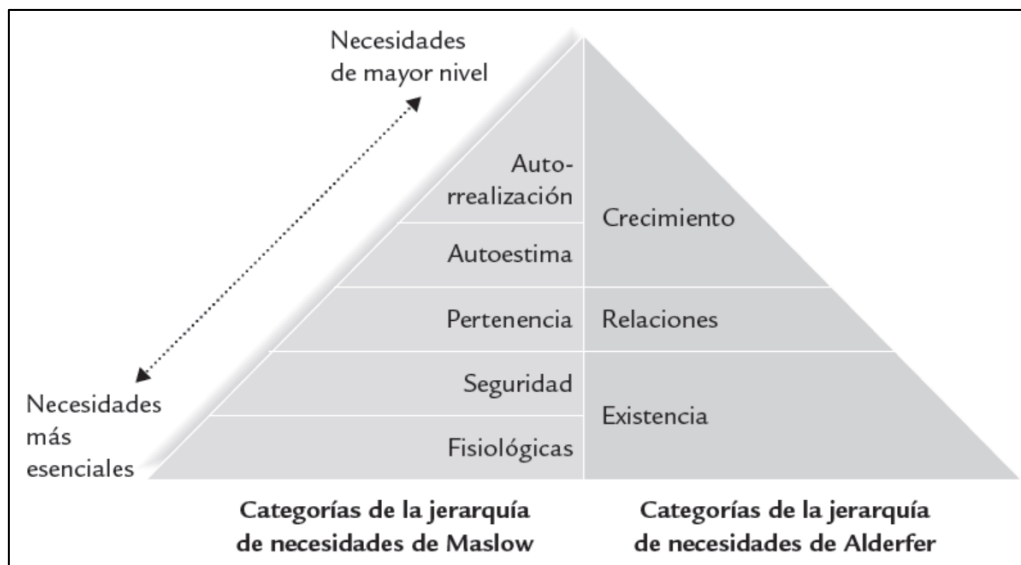 Necesidades
de mayor nivel
Auto-
rrealización
Crecimiento
Autoestima
Pertenencia
Relaciones
Seguridad
Necesidades
más
esenciales
Existencia
Fisiológicas
Categorías de la jerarquía
de necesidades de Maslow
Categorías de la jerarquía
de necesidades de Alderfer